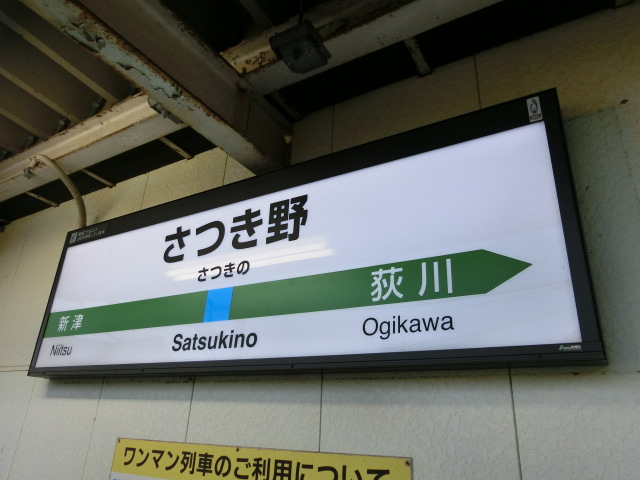 さつき野
さつきの
新津
荻川
Niitsu
Satsukino
Ogikawa
ワンマン列車のご利用について